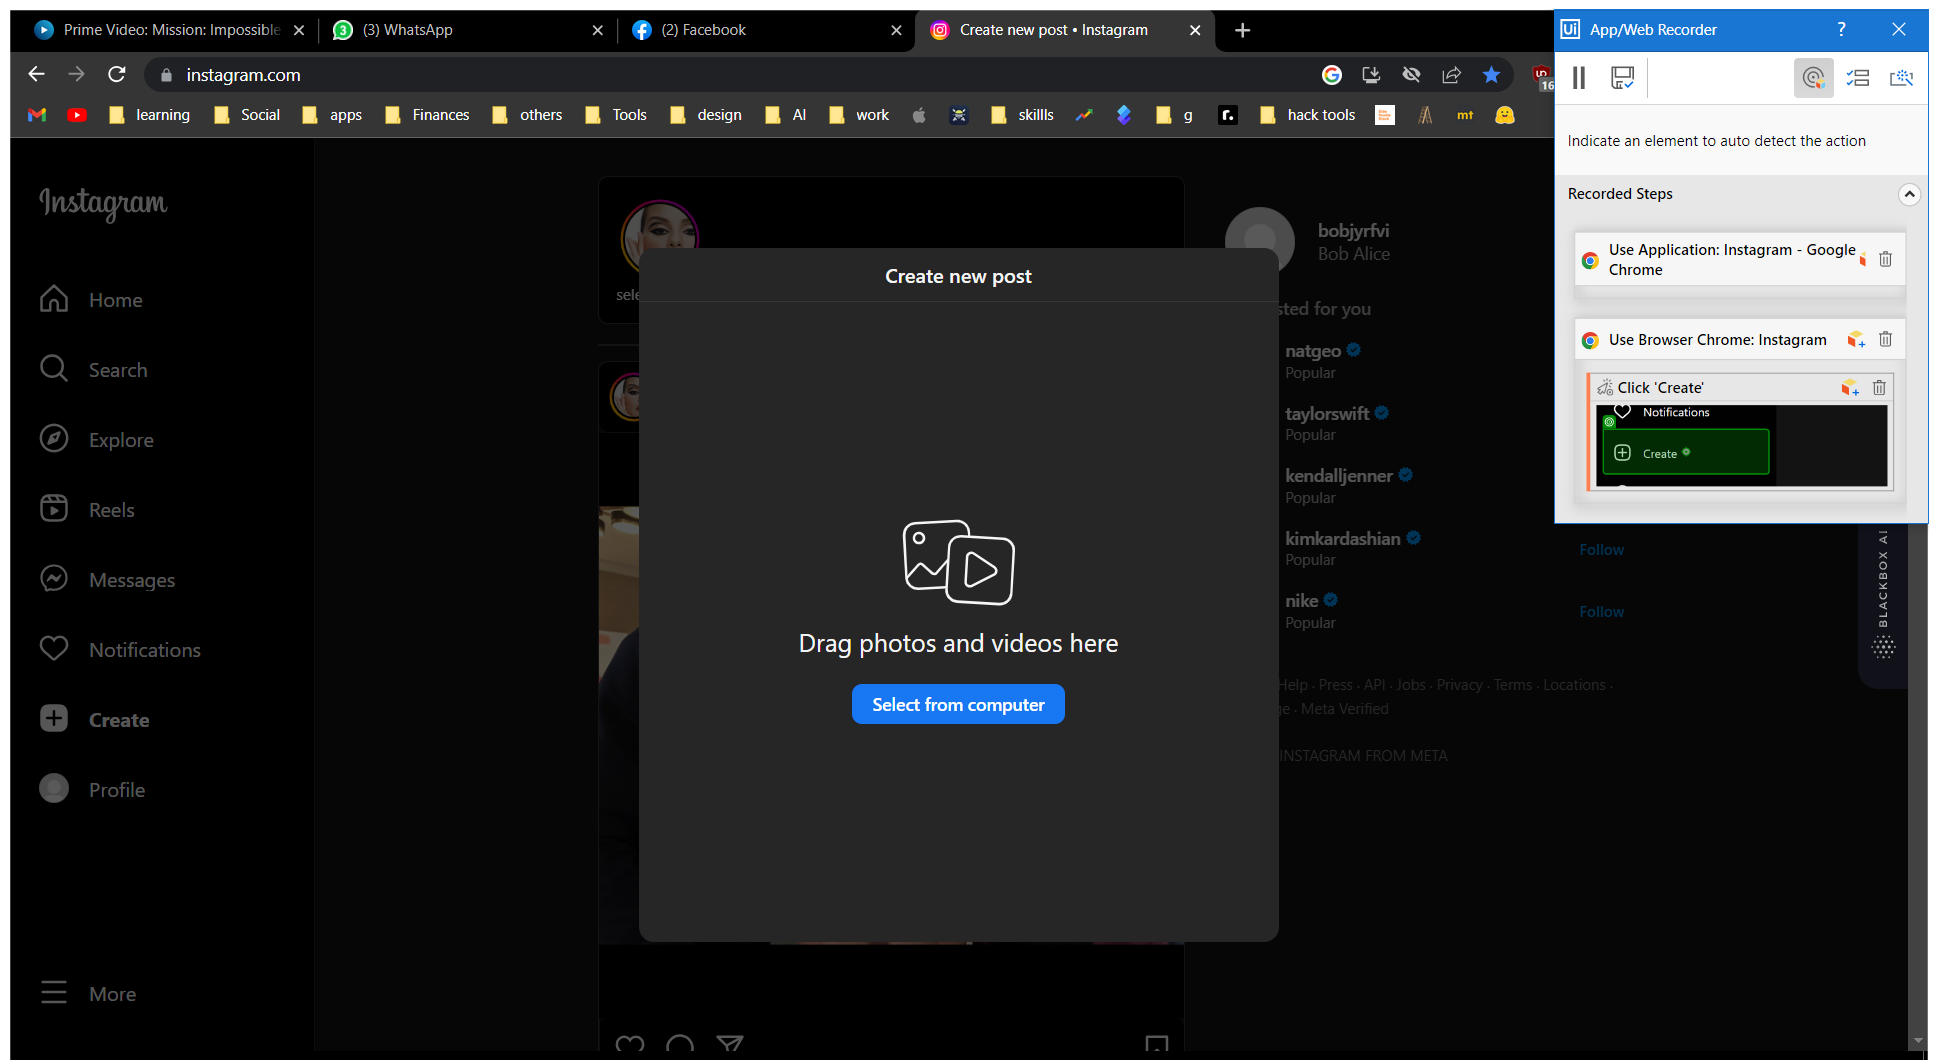 Prime Video: Mission: Impossible
(3) WhatsApp
(2) Facebook
Create new post • Instagram
instagram.com
16
learning
Social
apps
Finances
others
Tools
design
AI
work
skillls
g
r.
hack tools
mt
Ui App/Web Recorder ?
Indicate an element to auto detect the action
Recorded Steps
Use Application: Instagram - Google
Chrome
Use Browser Chrome: Instagram
Click 'Create'
Notifications
Create
Instagram
Home
Search
Explore
Reels
Messages
Notifications
Create
Profile
More
sele
Create new post
Drag photos and videos here
Select from computer
bobjyrfvi
Bob Alice
sted for you
natgeo
Popular
taylorswift
Popular
kendalljenner
Popular
kimkardashian
Popular
Follow
nike
Popular
Follow
Help · Press · API · Jobs · Privacy · Terms · Locations ·
ge · Meta Verified
INSTAGRAM FROM META
BLACKBOX AI